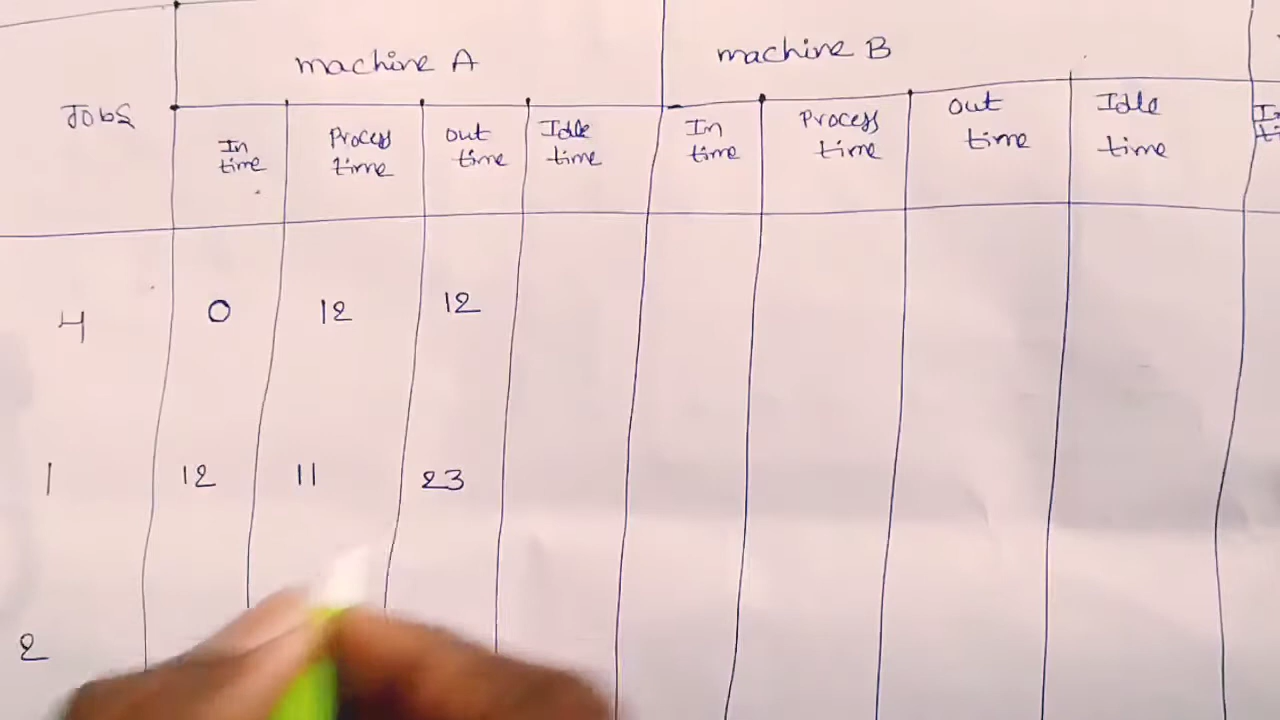 machine A machine B
Jobs
In time Process time out time Idle time In time Process time out time Idle time
4 0 12 12
1 12 11 23
2